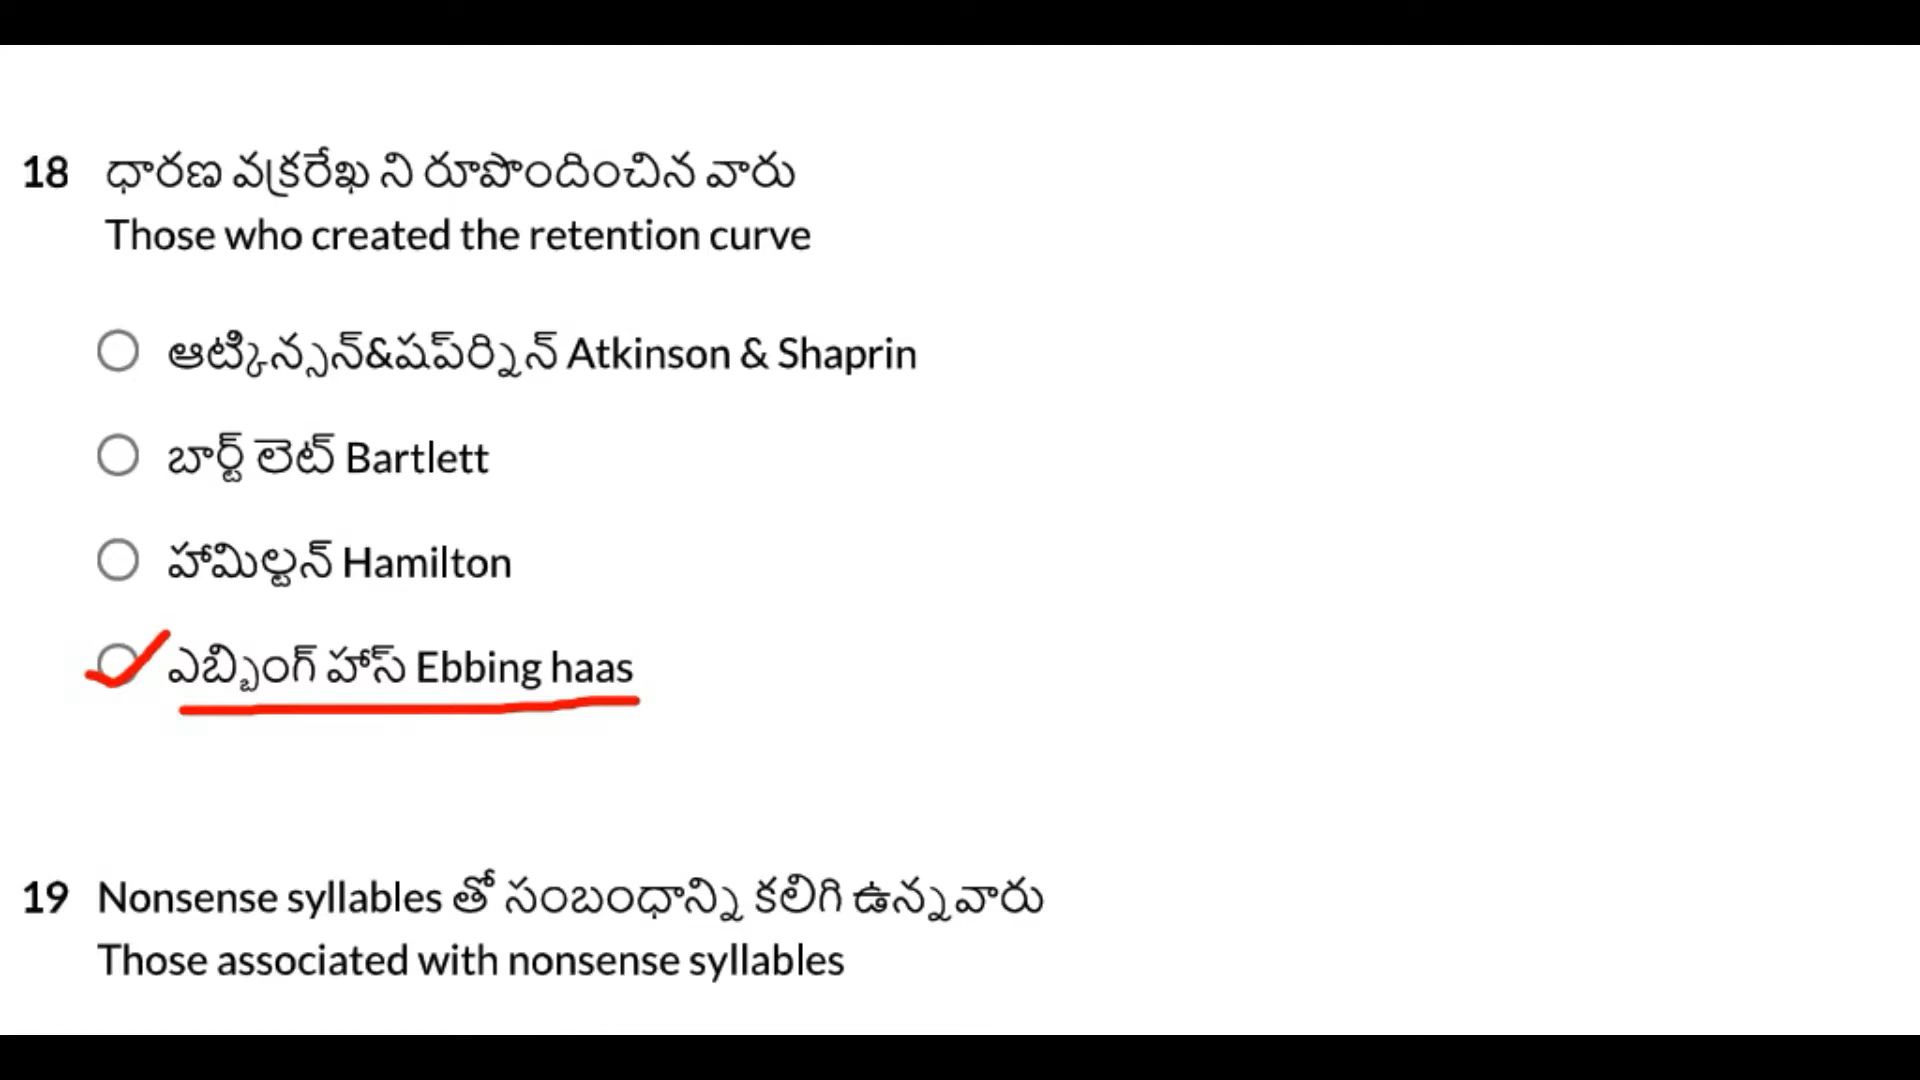 18 ధారణ వక్రరేఖ ని రూపొందించిన వారు
Those who created the retention curve
ఆట్కిన్సన్&షప్ర్నిన్ Atkinson & Shaprin
బార్ట్ లెట్ Bartlett
హామిల్టన్ Hamilton
ఎబ్బింగ్ హాస్ Ebbing haas
19 Nonsense syllables తో సంబంధాన్ని కలిగి ఉన్నవారు
Those associated with nonsense syllables